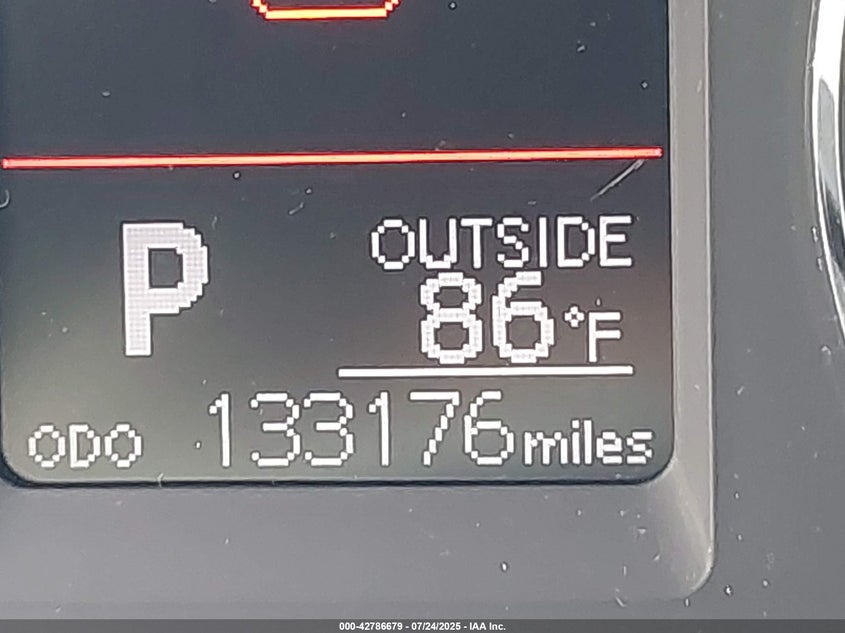 P
OUTSIDE
86°F
ODO 133176 miles
000-42786679 - 07/24/2025 - IAA Inc.